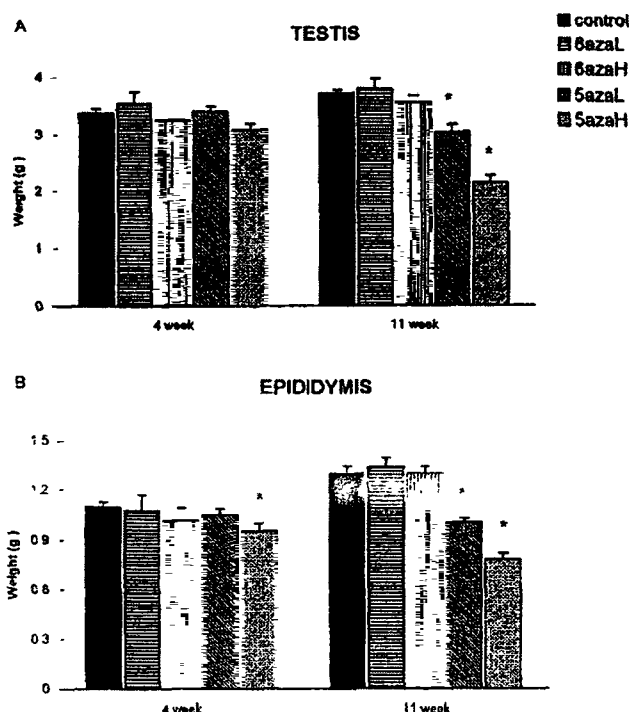 A
TESTIS
control
6azaL
6azaH
5azaL
5azaH
4
3
2
1
0
Weight (g)
4 week
11 week
*
*
B
EPIDIDYMIS
1 5
1.2
0.9
0.6
0.3
0
Weight (g)
4 week
11 week
*
*
*